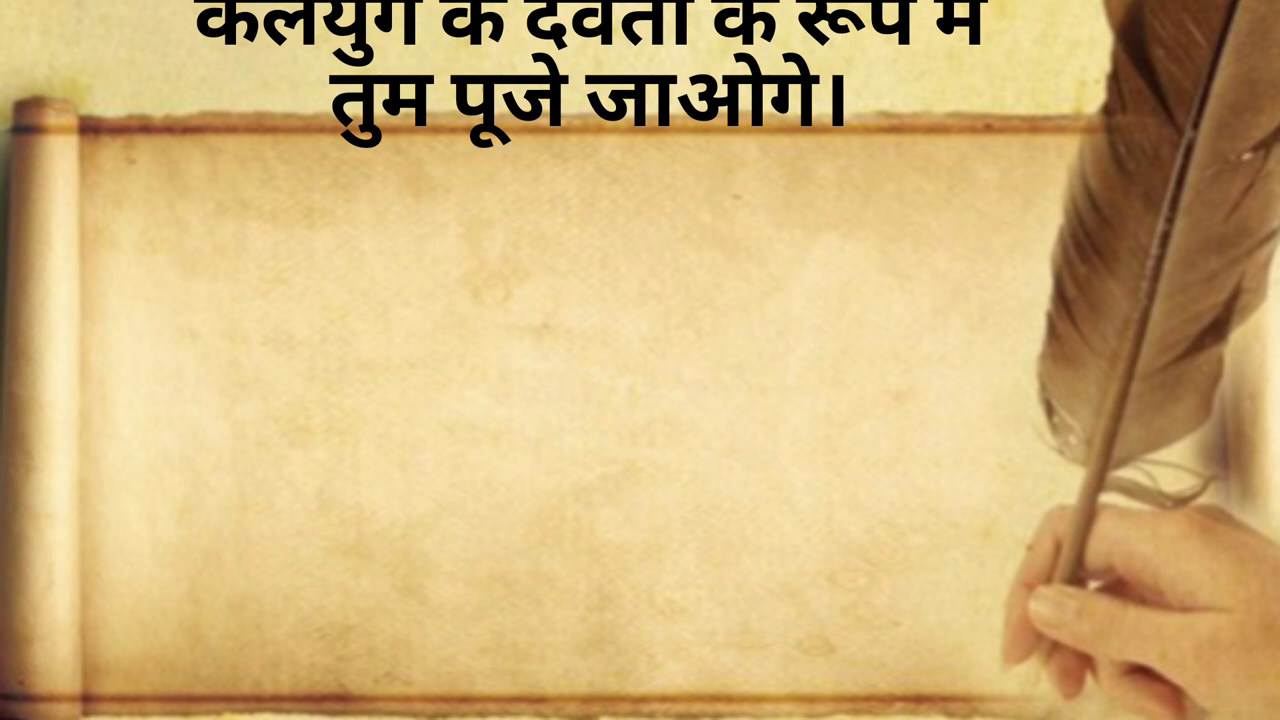 कलयुग के देवता के रूप में
तुम पूजे जाओगे।